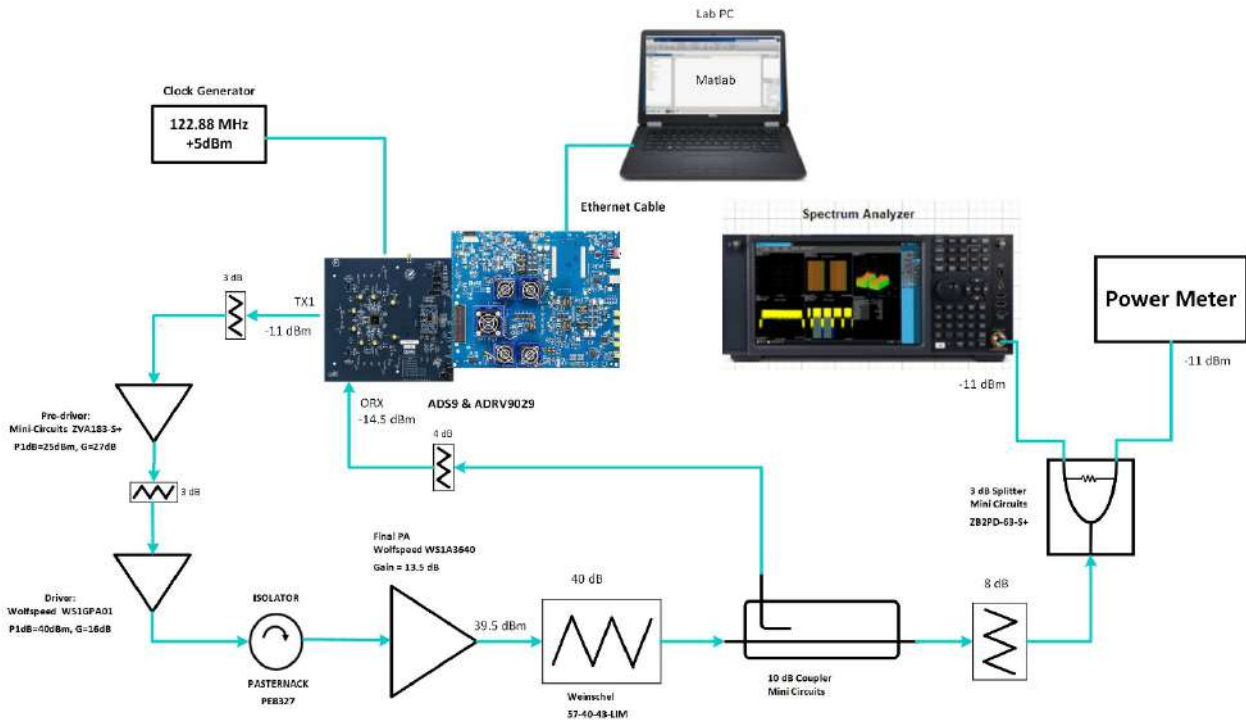 Lab PC
Matlab
Clock Generator
122.88 MHz
+5dBm
Ethernet Cable
Spectrum Analyzer
3 dB
TX1
-11 dBm
Power Meter
-11 dBm
-11 dBm
ORX
-14.5 dBm
ADS9 & ADRV9029
Pre-driver:
Mini-Circuits ZVA183-S+
P1dB=25dBm, G=27dB
4 dB
3 dB
3 dB Splitter
Mini Circuits
ZB2PD-63-S+
Final PA
Wolfspeed WS1A3640
Gain = 13.5 dB
Driver:
Wolfspeed WS1GPA01
P1dB=40dBm, G=16dB
ISOLATOR
PASTERNACK
PE8327
39.5 dBm
40 dB
Weinschel
57-40-43-LIM
10 dB Coupler
Mini Circuits
8 dB